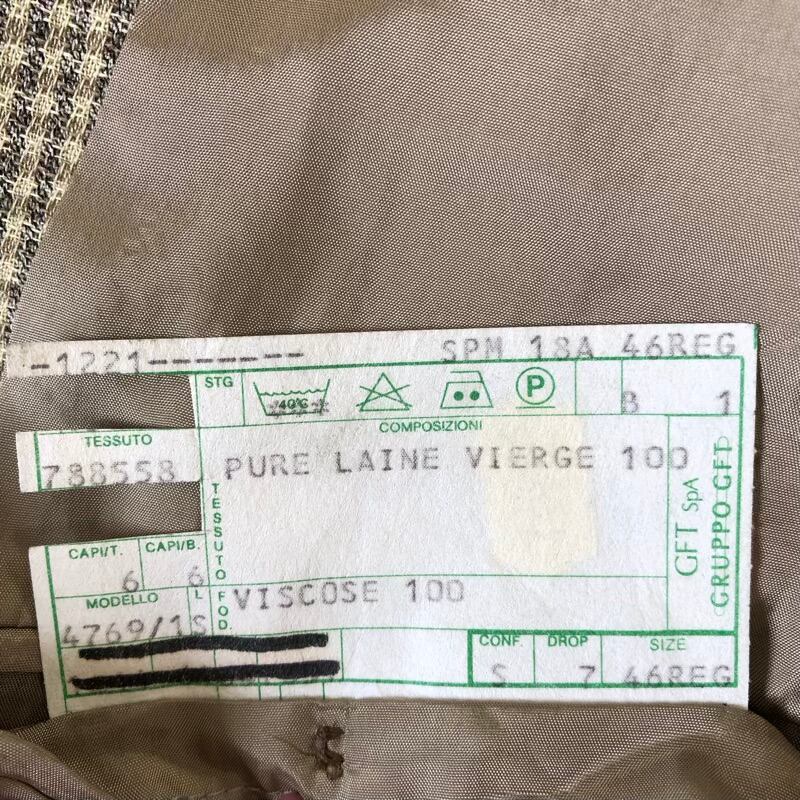 -1221------- SPM 18A 46REG
STG 40°C P B 1
COMPOSIZIONI
TESSUTO
788558
PURE LAINE VIERGE 100
TESSUTO
CAPI/T. CAPI/B.
6 6
MODELLO L
4769/1S
FOD.
VISCOSE 100
GFT SpA
GRUPPO GFT
CONF. DROP SIZE
S 7 46REG